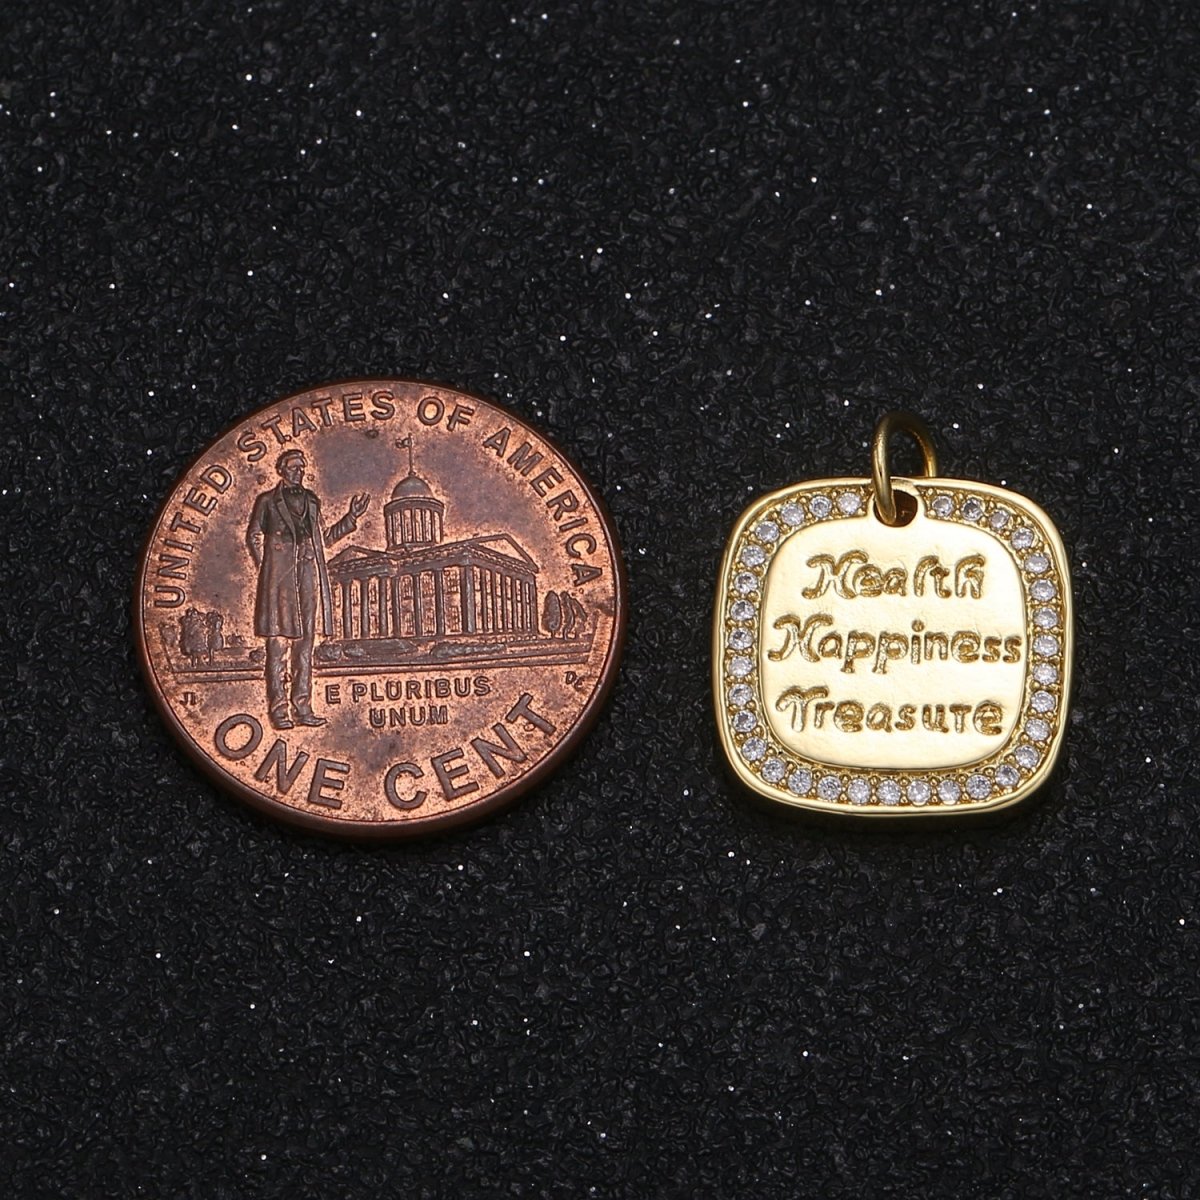 UNITED STATES OF AMERICA
E PLURIBUS
UNUM
ONE CENT
Health
Happiness
Treasure